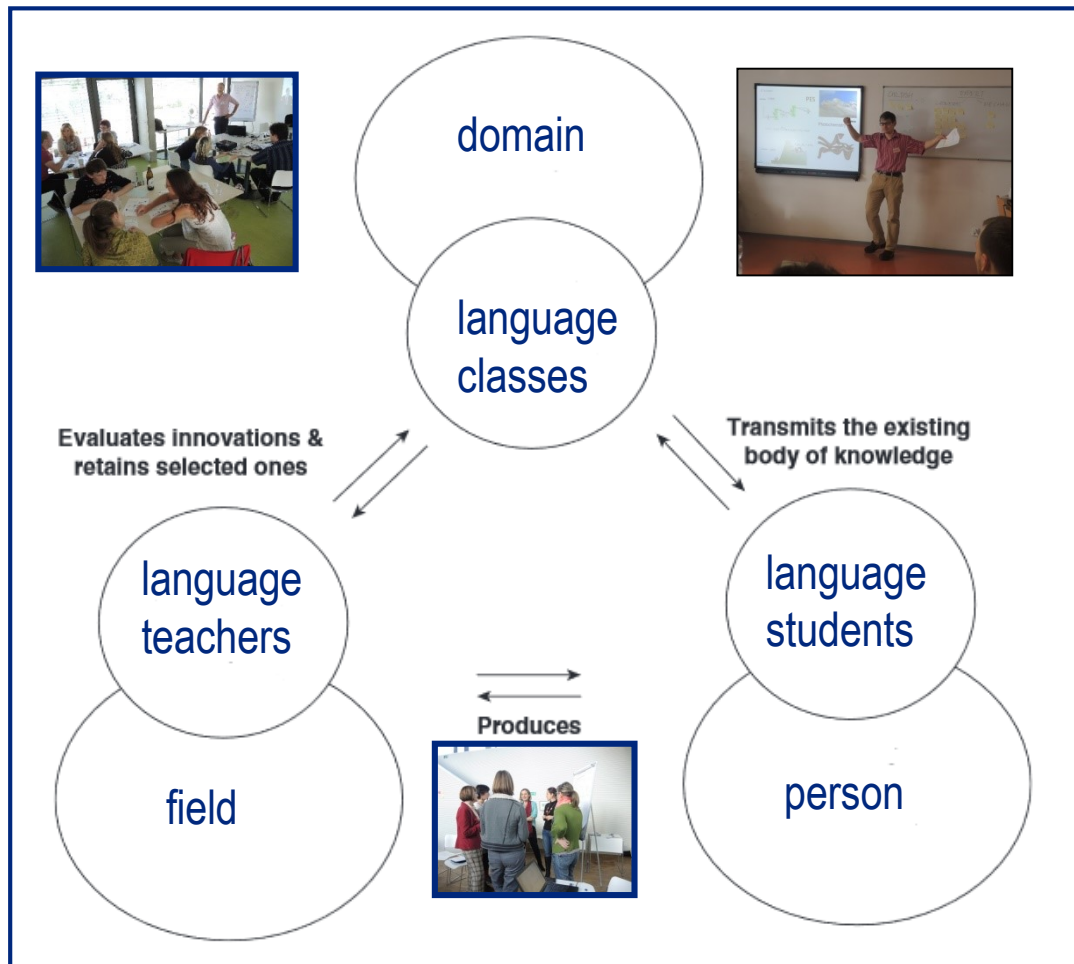 domain
language
classes
Evaluates innovations &
retains selected ones
Transmits the existing
body of knowledge
language
teachers
language
students
Produces
field
person